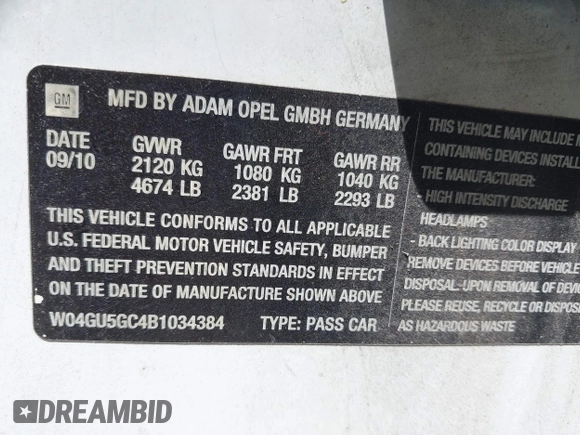 GM
MFD BY ADAM OPEL GMBH GERMANY
DATE GVWR GAWR FRT GAWR RR
09/10 2120 KG 1080 KG 1040 KG
4674 LB 2381 LB 2293 LB
THIS VEHICLE CONFORMS TO ALL APPLICABLE
U.S. FEDERAL MOTOR VEHICLE SAFETY, BUMPER
AND THEFT PREVENTION STANDARDS IN EFFECT
ON THE DATE OF MANUFACTURE SHOWN ABOVE
W04GU5GC4B1034384 TYPE: PASS CAR
THIS VEHICLE MAY INCLUDE
CONTAINING DEVICES
THE MANUFACTURER:
- HIGH INTENSITY DISCHARGE
HEADLAMPS
- BACK LIGHTING COLOR DISPLAY
REMOVE DEVICES BEFORE VEHICLE
DISPOSAL-UPON REMOVAL OF
PLEASE REUSE, RECYCLE OR
AS HAZARDOUS WASTE
DREAMBID